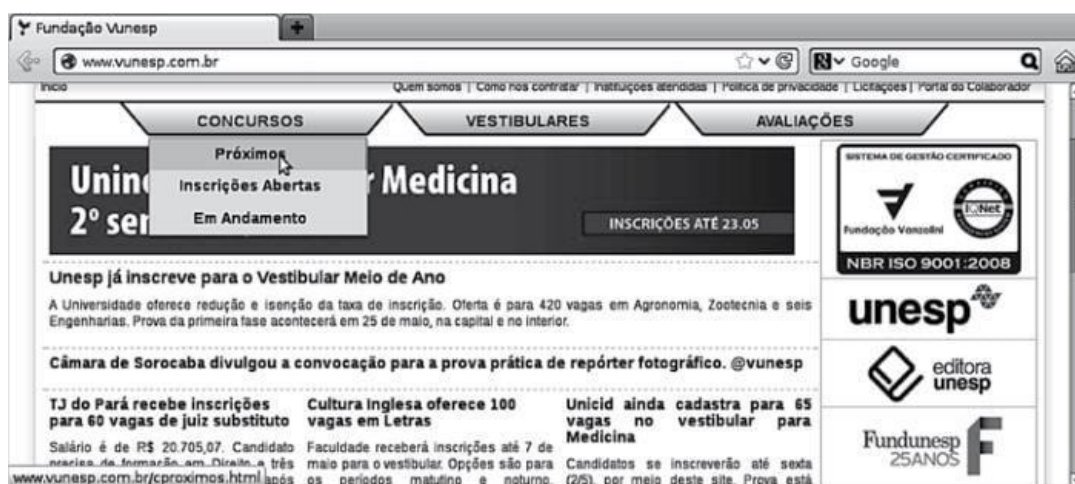 Fundação Vunesp
www.vunesp.com.br
Google
Início
Quem somos | Como nos contratar | Instituições atendidas | Política de privacidade | Licitações | Portal do Colaborador
CONCURSOS
VESTIBULARES
AVALIAÇÕES
Próximos
Inscrições Abertas
Em Andamento
Medicina
2º
INSCRIÇÕES ATÉ 23.05
Unesp já inscreve para o Vestibular Meio de Ano
A Universidade oferece redução e isenção da taxa de inscrição. Oferta é para 420 vagas em Agronomia, Zootecnia e seis
Engenharias. Prova da primeira fase acontecerá em 25 de maio, na capital e no interior.
Câmara de Sorocaba divulgou a convocação para a prova prática de repórter fotográfico. @vunesp
TJ do Pará recebe inscrições
para 60 vagas de juiz substituto
Salário é de R$ 20.705,07. Candidato
precisa de formação em Direito e três
após
Cultura Inglesa oferece 100
vagas em Letras
Faculdade receberá inscrições até 7 de
maio para o vestibular. Opções são para
os períodos matutino e noturno.
Unicid ainda cadastra para 65
vagas no vestibular para
Medicina
Candidatos se inscreverão até sexta
(2/5), por meio deste site. Prova está
www.vunesp.com.br/cproximos.html
SISTEMA DE GESTÃO CERTIFICADO
Fundação Vanzolini
IQNet
NBR ISO 9001:2008
unesp
editora
unesp
Fundunesp
25ANOS